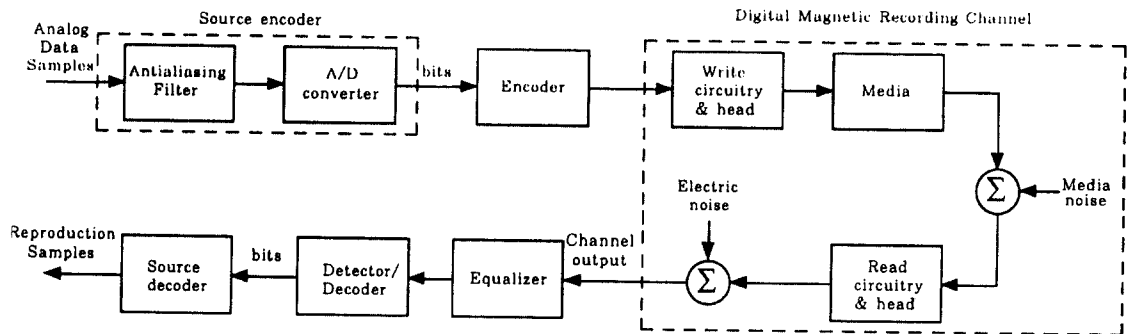 Source encoder
Digital Magnetic Recording Channel
Analog
Data
Samples
Antialiasing
Filter
A/D
converter
bits
Encoder
Write
circuitry
& head
Media
Electric
noise
Σ
Media
noise
Reproduction
Samples
Source
decoder
bits
Detector/
Decoder
Equalizer
Channel
output
Σ
Read
circuitry
& head